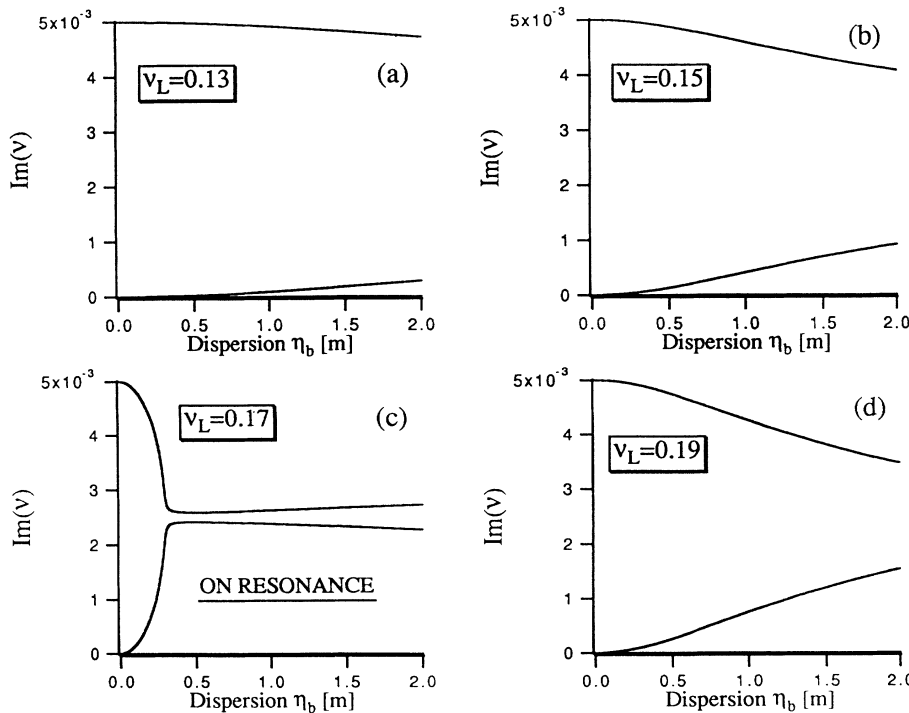 5x10⁻³
4
3
2
1
0
Im(ν)
ν_L=0.13
(a)
0.0 0.5 1.0 1.5 2.0
Dispersion η_b [m]
5x10⁻³
4
3
2
1
0
Im(ν)
ν_L=0.15
(b)
0.0 0.5 1.0 1.5 2.0
Dispersion η_b [m]
5x10⁻³
4
3
2
1
0
Im(ν)
ν_L=0.17
(c)
ON RESONANCE
0.0 0.5 1.0 1.5 2.0
Dispersion η_b [m]
5x10⁻³
4
3
2
1
0
Im(ν)
ν_L=0.19
(d)
0.0 0.5 1.0 1.5 2.0
Dispersion η_b [m]